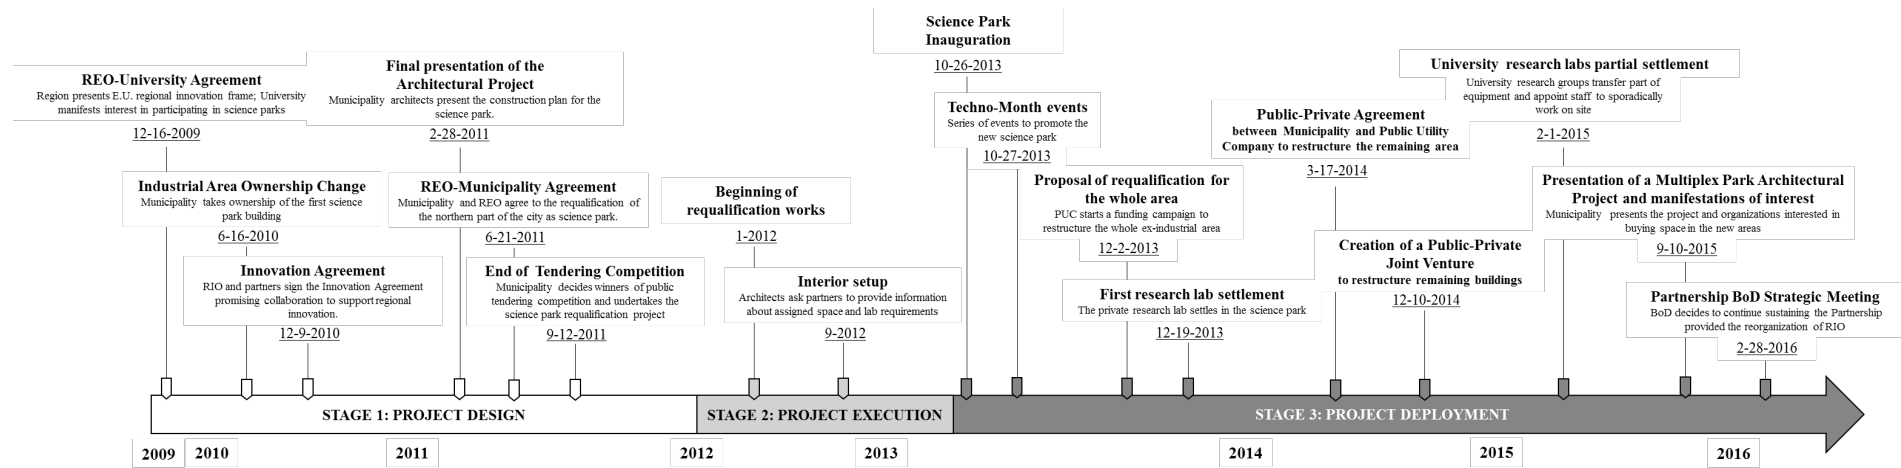 REO-University Agreement
Region presents E.U. regional innovation frame; University
manifests interest in participating in science parks
12-16-2009
Industrial Area Ownership Change
Municipality takes ownership of the first science
park building
6-16-2010
Innovation Agreement
RIO and partners sign the Innovation Agreement
promising collaboration to support regional
innovation.
12-9-2010
Final presentation of the
Architectural Project
Municipality architects present the construction plan for the
science park.
2-28-2011
REO-Municipality Agreement
Municipality and REO agree to the requalification of
the northern part of the city as science park.
6-21-2011
End of Tendering Competition
Municipality decides winners of public
tendering competition and undertakes the
science park requalification project
9-12-2011
Beginning of
requalification works
1-2012
Interior setup
Architects ask partners to provide information
about assigned space and lab requirements
9-2012
Science Park
Inauguration
10-26-2013
Techno-Month events
Series of events to promote the
new science park
10-27-2013
Proposal of requalification for
the whole area
PUC starts a funding campaign to
restructure the whole ex-industrial area
12-2-2013
First research lab settlement
The private research lab settles in the science park
12-19-2013
Public-Private Agreement
between Municipality and Public Utility
Company to restructure the remaining area
3-17-2014
Creation of a Public-Private
Joint Venture
to restructure remaining buildings
12-10-2014
University research labs partial settlement
University research groups transfer part of
equipment and appoint staff to sporadically
work on site
2-1-2015
Presentation of a Multiplex Park Architectural
Project and manifestations of interest
Municipality presents the project and organizations interested in
buying space in the new areas
9-10-2015
Partnership BoD Strategic Meeting
BoD decides to continue sustaining the Partnership
provided the reorganization of RIO
2-28-2016
STAGE 1: PROJECT DESIGN
STAGE 2: PROJECT EXECUTION
STAGE 3: PROJECT DEPLOYMENT
2009
2010
2011
2012
2013
2014
2015
2016